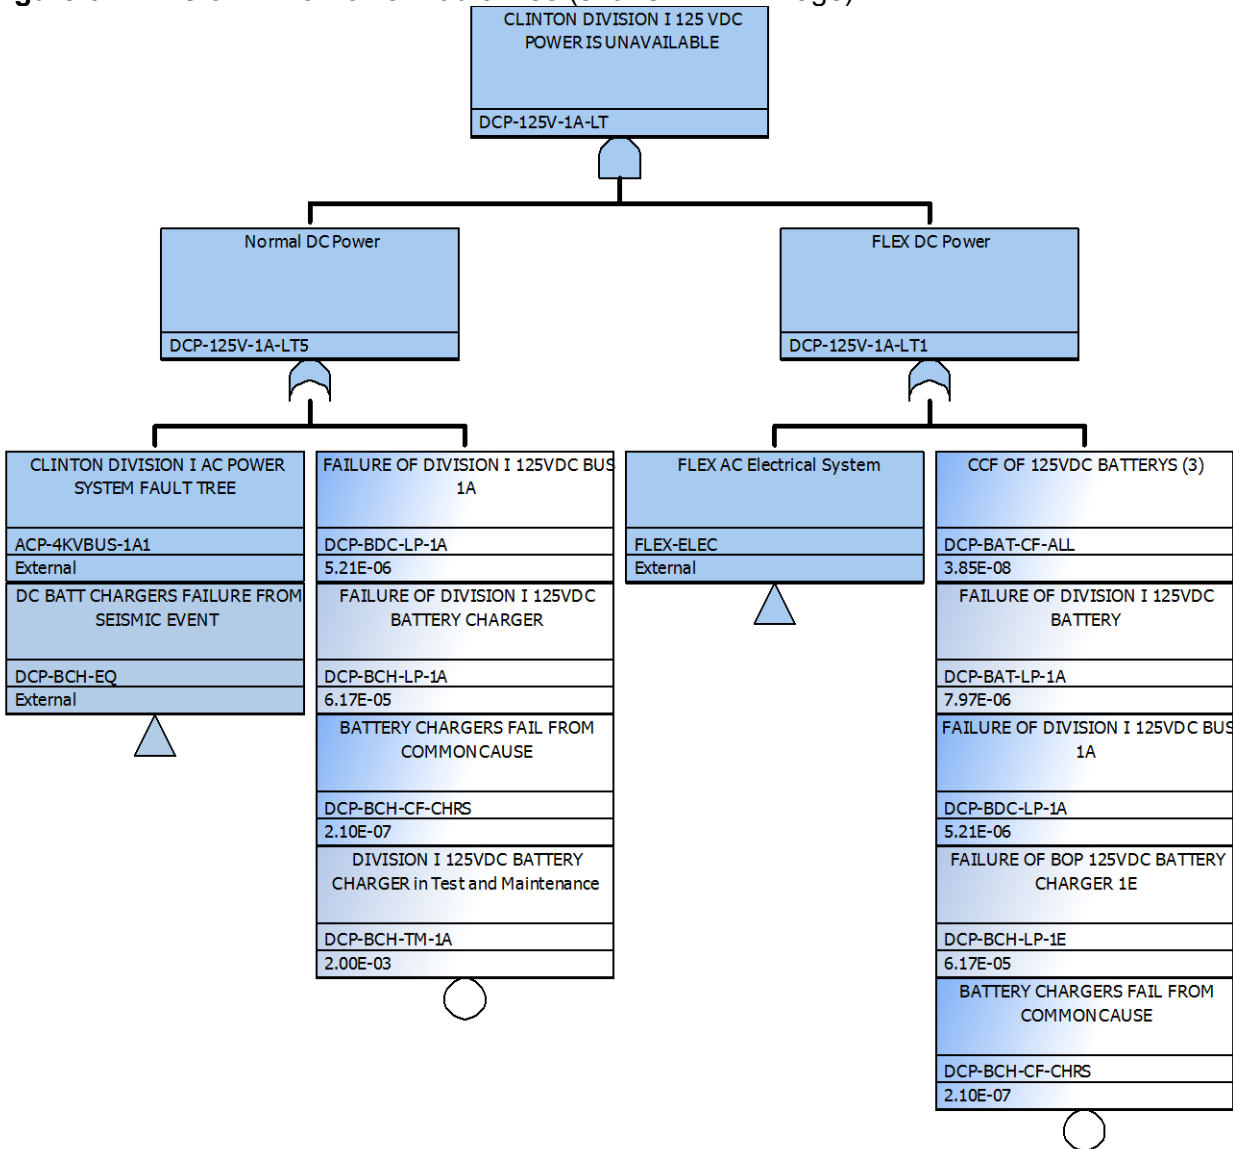 CLINTON DIVISION I 125 VDC
POWER IS UNAVAILABLE
DCP-125V-1A-LT
Normal DC Power
DCP-125V-1A-LT5
FLEX DC Power
DCP-125V-1A-LT1
CLINTON DIVISION I AC POWER
SYSTEM FAULT TREE
ACP-4KVBUS-1A1
External
DC BATT CHARGERS FAILURE FROM
SEISMIC EVENT
DCP-BCH-EQ
External
FAILURE OF DIVISION I 125VDC BUS
1A
DCP-BDC-LP-1A
5.21E-06
FAILURE OF DIVISION I 125VDC
BATTERY CHARGER
DCP-BCH-LP-1A
6.17E-05
BATTERY CHARGERS FAIL FROM
COMMON CAUSE
DCP-BCH-CF-CHRS
2.10E-07
DIVISION I 125VDC BATTERY
CHARGER in Test and Maintenance
DCP-BCH-TM-1A
2.00E-03
FLEX AC Electrical System
FLEX-ELEC
External
CCF OF 125VDC BATTERYS (3)
DCP-BAT-CF-ALL
3.85E-08
FAILURE OF DIVISION I 125VDC
BATTERY
DCP-BAT-LP-1A
7.97E-06
FAILURE OF DIVISION I 125VDC BUS
1A
DCP-BDC-LP-1A
5.21E-06
FAILURE OF BOP 125VDC BATTERY
CHARGER 1E
DCP-BCH-LP-1E
6.17E-05
BATTERY CHARGERS FAIL FROM
COMMON CAUSE
DCP-BCH-CF-CHRS
2.10E-07